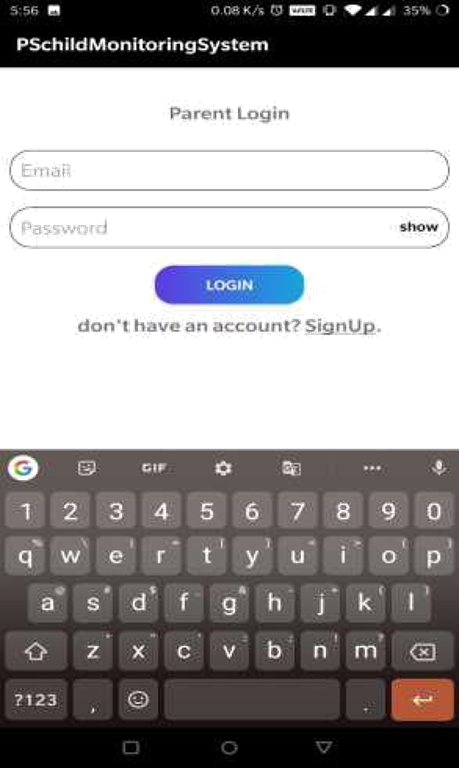 5:56 0.08 K/s VoLTE 35%
PSchildMonitoringSystem
Parent Login
Email
Password show
LOGIN
don't have an account? SignUp.
G GIF
1 2 3 4 5 6 7 8 9 0
q w e r t y u i o p
a s d f g h j k l
z x c v b n m
?123 , .